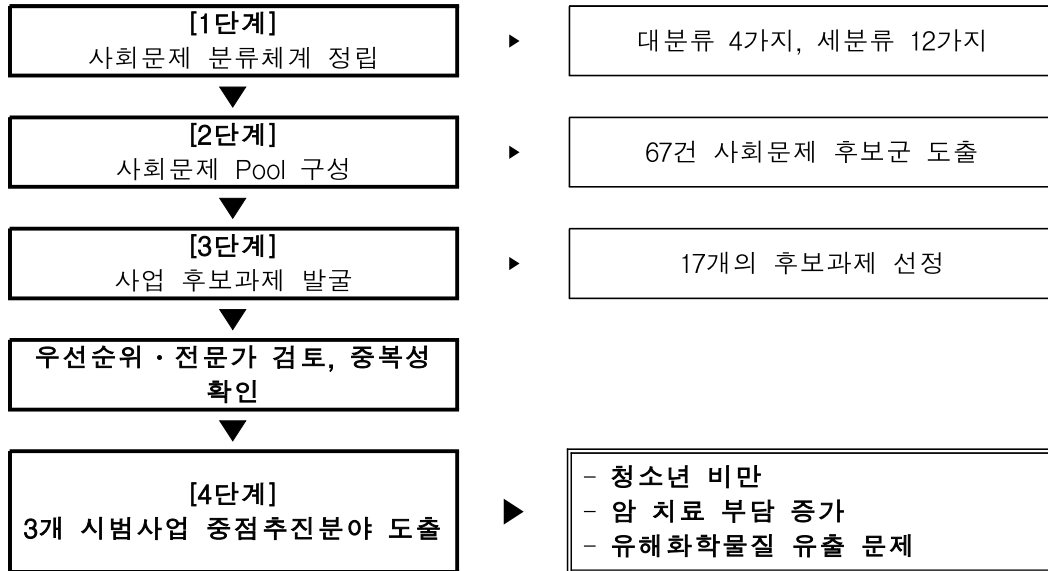 [1단계]
사회문제 분류체계 정립
▶
대분류 4가지, 세분류 12가지
▼
[2단계]
사회문제 Pool 구성
▶
67건 사회문제 후보군 도출
▼
[3단계]
사업 후보과제 발굴
▶
17개의 후보과제 선정
▼
우선순위・전문가 검토, 중복성
확인
▼
[4단계]
3개 시범사업 중점추진분야 도출
▶
- 청소년 비만
- 암 치료 부담 증가
- 유해화학물질 유출 문제